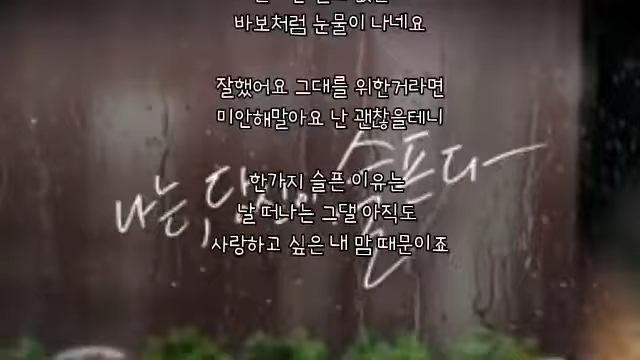 바보처럼 눈물이 나네요
잘했어요 그대를 위한거라면
미안해말아요 난 괜찮을테니
한가지 슬픈 이유는
날 떠나는 그댈 아직도
사랑하고 싶은 내 맘 때문이죠
나는, 슬프다